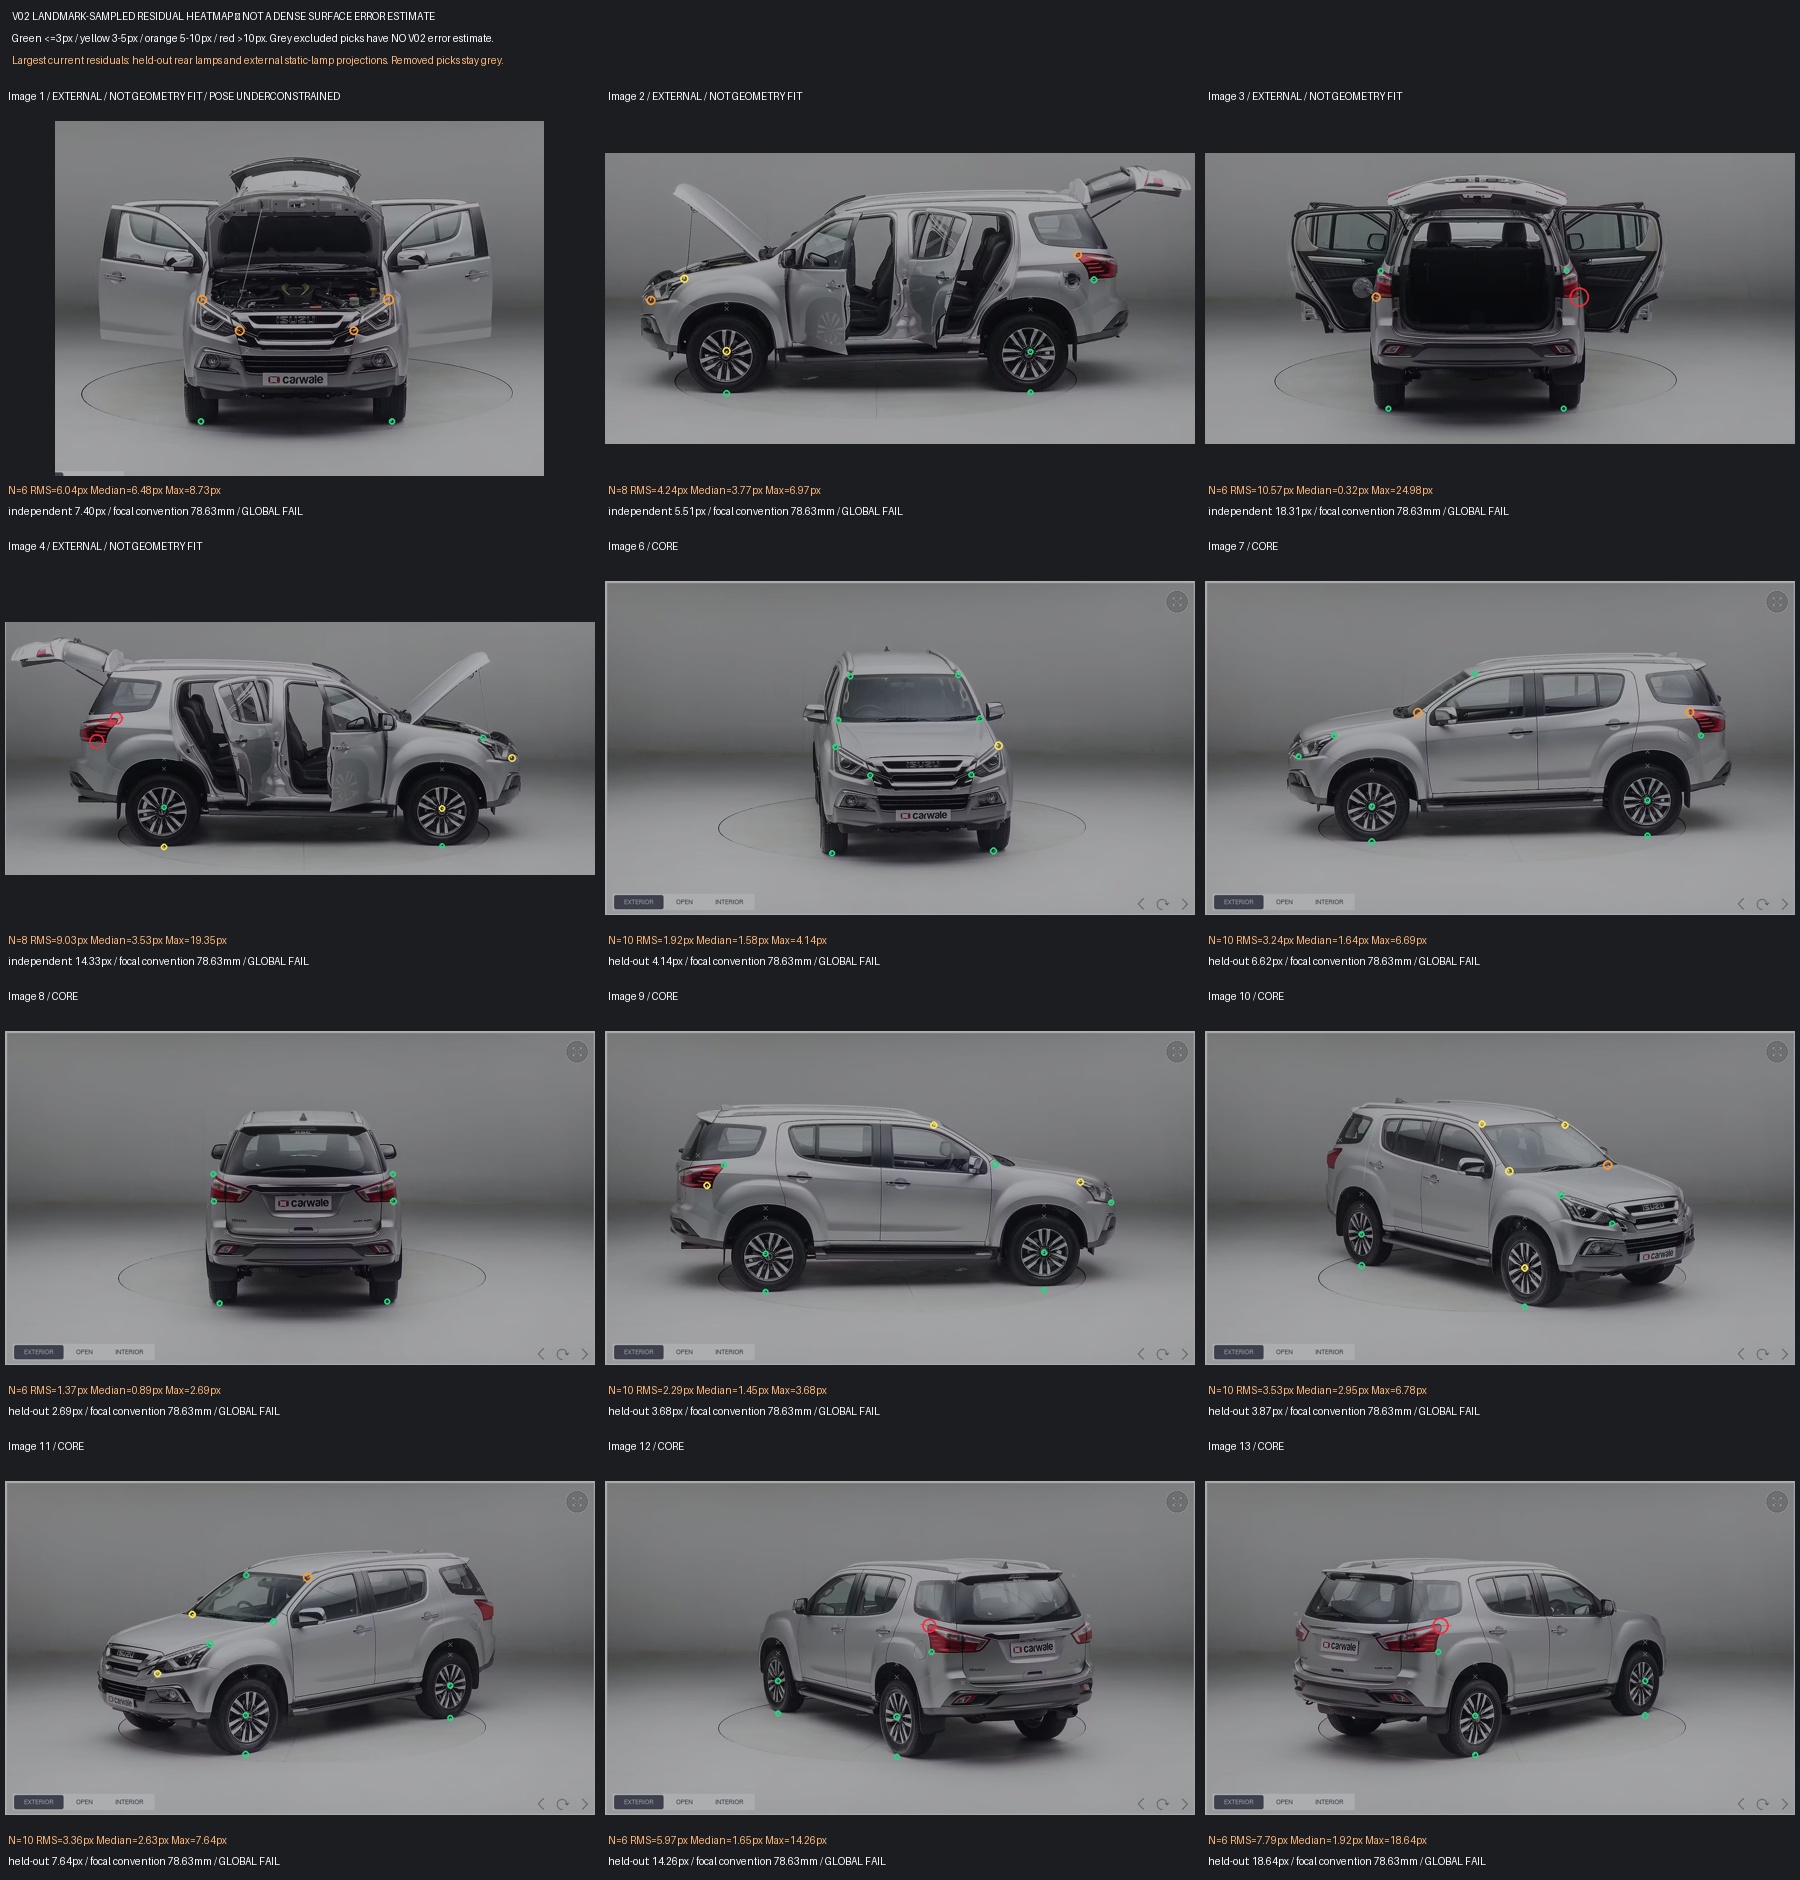 V02 LANDMARK-SAMPLED RESIDUAL HEATMAP NOT A DENSE SURFACE ERROR ESTIMATE
Green <=3px / yellow 3-5px / orange 5-10px / red >10px. Grey excluded picks have NO V02 error estimate.
Largest current residuals: held-out rear lamps and external static-lamp projections. Removed picks stay grey.
Image 1 / EXTERNAL / NOT GEOMETRY FIT / POSE UNDERCONSTRAINED
Image 2 / EXTERNAL / NOT GEOMETRY FIT
Image 3 / EXTERNAL / NOT GEOMETRY FIT
ISUZU
carwale
N=6 RMS=6.04px Median=6.48px Max=8.73px
independent 7.40px / focal convention 78.63mm / GLOBAL FAIL
N=8 RMS=4.24px Median=3.77px Max=6.97px
independent 5.51px / focal convention 78.63mm / GLOBAL FAIL
N=6 RMS=10.57px Median=0.32px Max=24.98px
independent 18.31px / focal convention 78.63mm / GLOBAL FAIL
Image 4 / EXTERNAL / NOT GEOMETRY FIT
Image 6 / CORE
Image 7 / CORE
ISUZU
carwale
EXTERIOR OPEN INTERIOR
EXTERIOR OPEN INTERIOR
N=8 RMS=9.03px Median=3.53px Max=19.35px
independent 14.33px / focal convention 78.63mm / GLOBAL FAIL
N=10 RMS=1.92px Median=1.58px Max=4.14px
held-out 4.14px / focal convention 78.63mm / GLOBAL FAIL
N=10 RMS=3.24px Median=1.64px Max=6.69px
held-out 6.62px / focal convention 78.63mm / GLOBAL FAIL
Image 8 / CORE
Image 9 / CORE
Image 10 / CORE
carwale
ISUZU
carwale
EXTERIOR OPEN INTERIOR
EXTERIOR OPEN INTERIOR
EXTERIOR OPEN INTERIOR
N=6 RMS=1.37px Median=0.89px Max=2.69px
held-out 2.69px / focal convention 78.63mm / GLOBAL FAIL
N=10 RMS=2.29px Median=1.45px Max=3.68px
held-out 3.68px / focal convention 78.63mm / GLOBAL FAIL
N=10 RMS=3.53px Median=2.95px Max=6.78px
held-out 3.87px / focal convention 78.63mm / GLOBAL FAIL
Image 11 / CORE
Image 12 / CORE
Image 13 / CORE
ISUZU
carwale
carwale
carwale
EXTERIOR OPEN INTERIOR
EXTERIOR OPEN INTERIOR
EXTERIOR OPEN INTERIOR
N=10 RMS=3.36px Median=2.63px Max=7.64px
held-out 7.64px / focal convention 78.63mm / GLOBAL FAIL
N=6 RMS=5.97px Median=1.65px Max=14.26px
held-out 14.26px / focal convention 78.63mm / GLOBAL FAIL
N=6 RMS=7.79px Median=1.92px Max=18.64px
held-out 18.64px / focal convention 78.63mm / GLOBAL FAIL